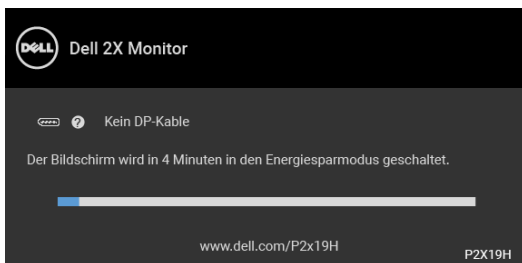 DELL
Dell 2X Monitor
Kein DP-Kable
Der Bildschirm wird in 4 Minuten in den Energiesparmodus geschaltet.
www.dell.com/P2x19H
P2X19H